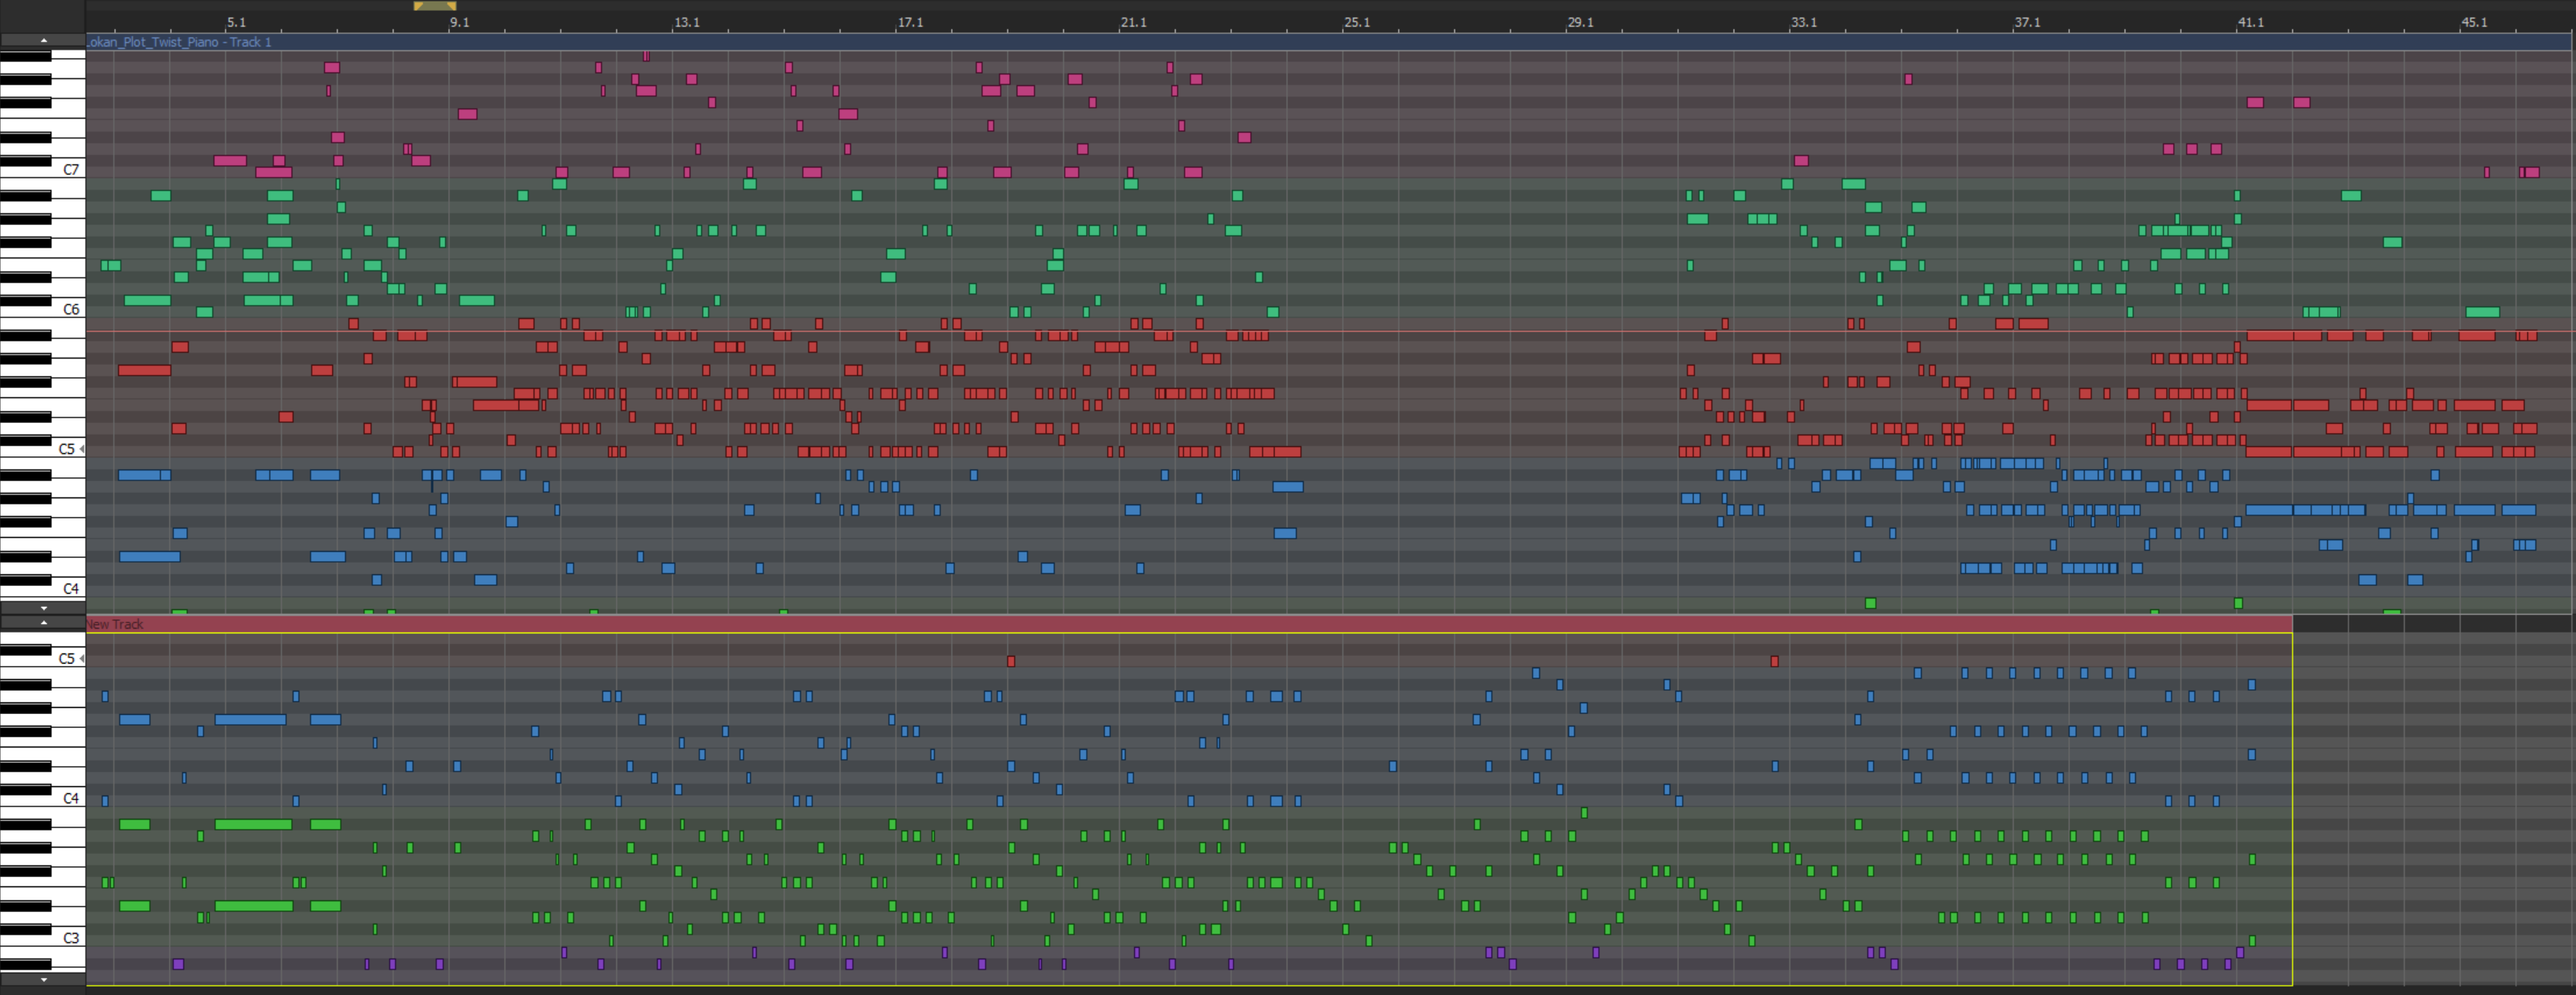 5.1 9.1 13.1 17.1 21.1 25.1 29.1 33.1 37.1 41.1 45.1
Lokan_Plot_Twist_Piano - Track 1
C7
C6
C5
C4
New Track
C5
C4
C3